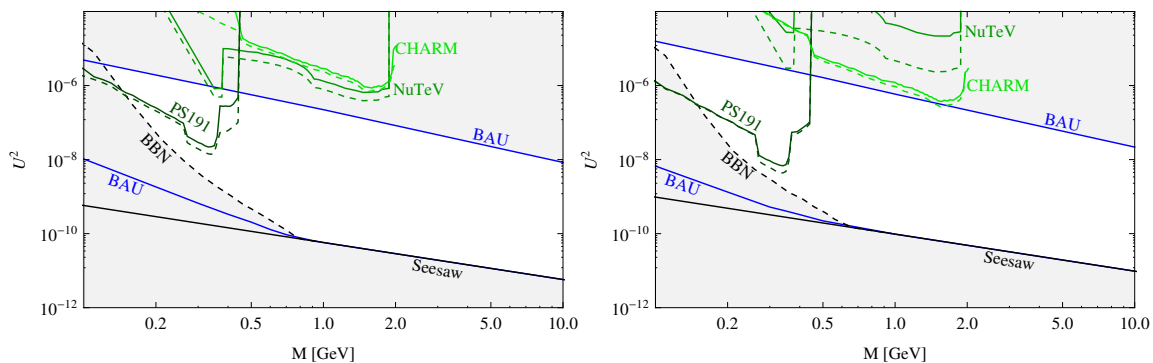 U²
10⁻⁶
10⁻⁸
10⁻¹⁰
10⁻¹²
CHARM
NuTeV
PS191
BBN
BAU
BAU
Seesaw
0.2 0.5 1.0 2.0 5.0 10.0
M [GeV]
U²
10⁻⁶
10⁻⁸
10⁻¹⁰
10⁻¹²
NuTeV
CHARM
PS191
BBN
BAU
BAU
Seesaw
0.2 0.5 1.0 2.0 5.0 10.0
M [GeV]